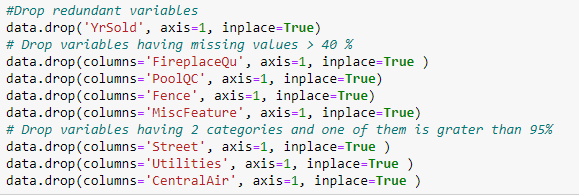 #Drop redundant variables
data.drop('YrSold', axis=1, inplace=True)
# Drop variables having missing values > 40 %
data.drop(columns='FireplaceQu', axis=1, inplace=True )
data.drop(columns='PoolQC', axis=1, inplace=True)
data.drop(columns='Fence', axis=1, inplace=True)
data.drop(columns='MiscFeature', axis=1, inplace=True)
# Drop variables having 2 categories and one of them is grater than 95%
data.drop(columns='Street', axis=1, inplace=True )
data.drop(columns='Utilities', axis=1, inplace=True )
data.drop(columns='CentralAir', axis=1, inplace=True )